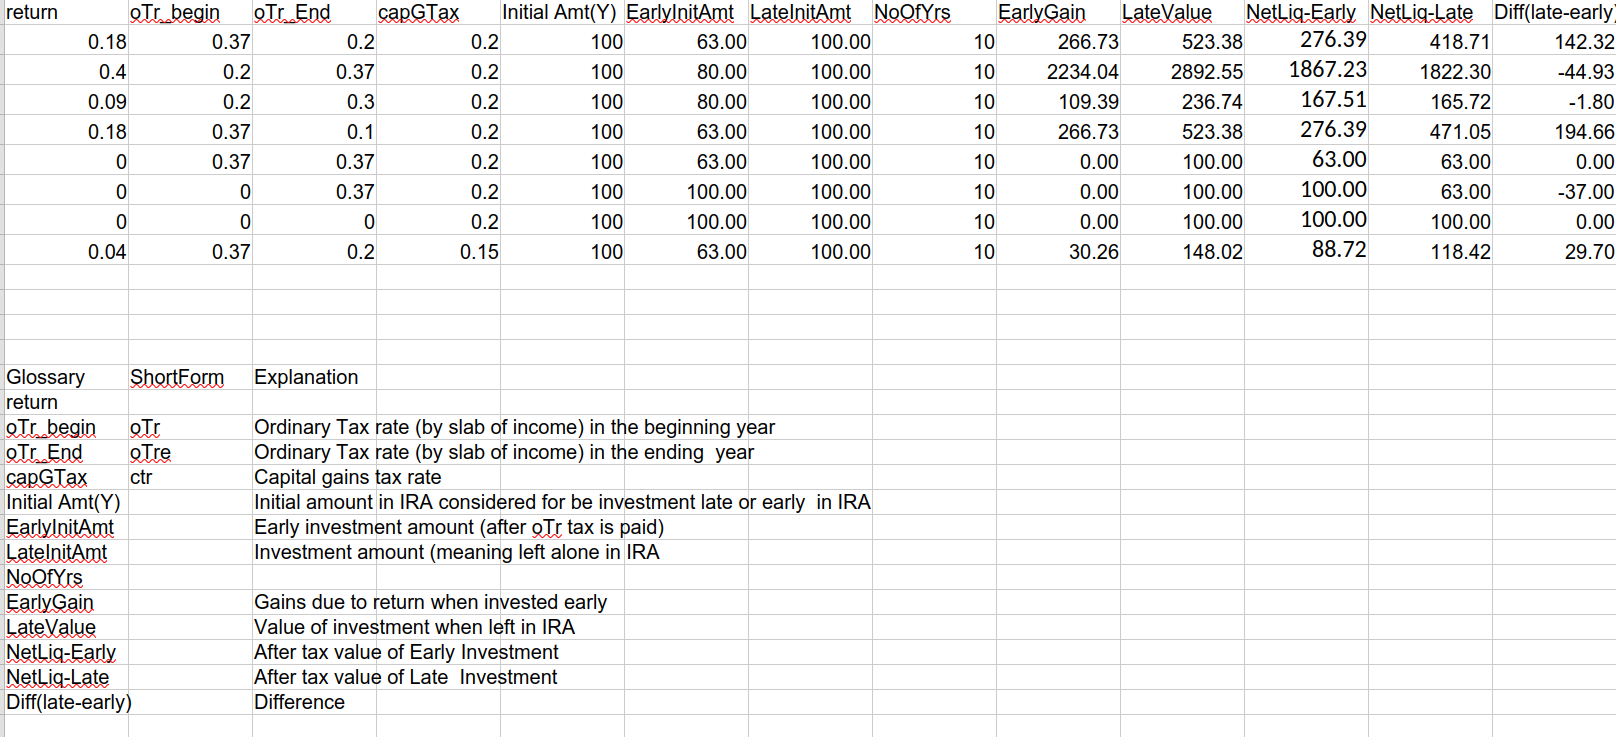 return oTr_begin oTr_End capGTax Initial Amt(Y) EarlyInitAmt LateInitAmt NoOfYrs EarlyGain LateValue NetLiq-Early NetLiq-Late Diff(late-early)
0.18 0.37 0.2 0.2 100 63.00 100.00 10 266.73 523.38 276.39 418.71 142.32
0.4 0.2 0.37 0.2 100 80.00 100.00 10 2234.04 2892.55 1867.23 1822.30 -44.93
0.09 0.2 0.3 0.2 100 80.00 100.00 10 109.39 236.74 167.51 165.72 -1.80
0.18 0.37 0.1 0.2 100 63.00 100.00 10 266.73 523.38 276.39 471.05 194.66
0 0.37 0.37 0.2 100 63.00 100.00 10 0.00 100.00 63.00 63.00 0.00
0 0 0.37 0.2 100 100.00 100.00 10 0.00 100.00 100.00 63.00 -37.00
0 0 0 0.2 100 100.00 100.00 10 0.00 100.00 100.00 100.00 0.00
0.04 0.37 0.2 0.15 100 63.00 100.00 10 30.26 148.02 88.72 118.42 29.70
Glossary ShortForm Explanation
return
oTr_begin oTr Ordinary Tax rate (by slab of income) in the beginning year
oTr_End oTre Ordinary Tax rate (by slab of income) in the ending year
capGTax ctr Capital gains tax rate
Initial Amt(Y) Initial amount in IRA considered for be investment late or early in IRA
EarlyInitAmt Early investment amount (after oTr tax is paid)
LateInitAmt Investment amount (meaning left alone in IRA
NoOfYrs
EarlyGain Gains due to return when invested early
LateValue Value of investment when left in IRA
NetLiq-Early After tax value of Early Investment
NetLiq-Late After tax value of Late Investment
Diff(late-early) Difference